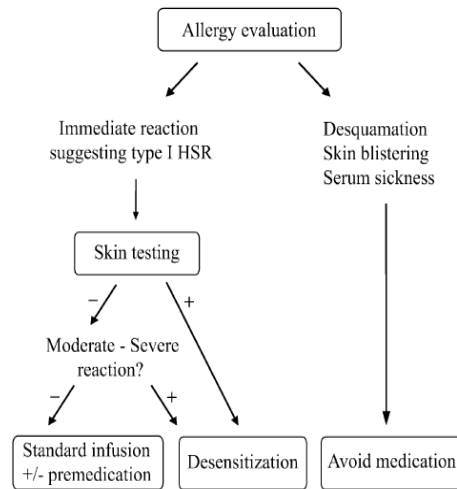 Allergy evaluation
Immediate reaction
suggesting type I HSR
Desquamation
Skin blistering
Serum sickness
Skin testing
− +
Moderate - Severe
reaction?
− +
Standard infusion
+/- premedication
Desensitization
Avoid medication